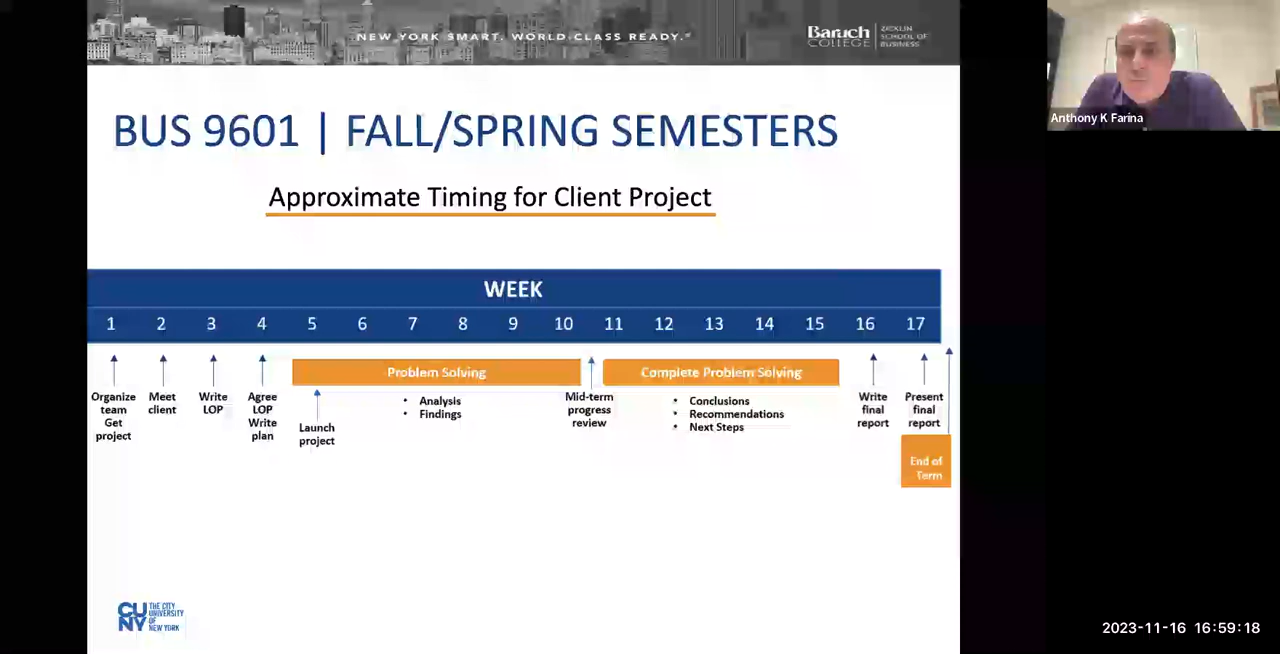 NEW YORK SMART. WORLD-CLASS READY.®
Baruch
COLLEGE
ZICKLIN
SCHOOL OF
BUSINESS
Anthony K Farina
BUS 9601 | FALL/SPRING SEMESTERS
Approximate Timing for Client Project
WEEK
1 2 3 4 5 6 7 8 9 10 11 12 13 14 15 16 17
Organize
team
Get
project
Meet
client
Write
LOP
Agree
LOP
Write
plan
Launch
project
Problem Solving
• Analysis
• Findings
Mid-term
progress
review
Complete Problem Solving
• Conclusions
• Recommendations
• Next Steps
Write
final
report
Present
final
report
End of
Term
CU
NY
THE CITY
UNIVERSITY
OF
NEW YORK
2023-11-16 16:59:18